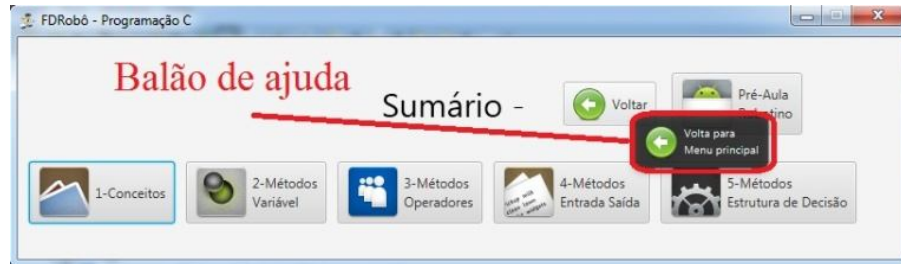 FDRobô - Programação C
Balão de ajuda
Sumário -
Voltar
Pré-Aula
Volta para
Menu principal
1-Conceitos
2-Métodos
Variável
3-Métodos
Operadores
4-Métodos
Entrada Saída
5-Métodos
Estrutura de Decisão